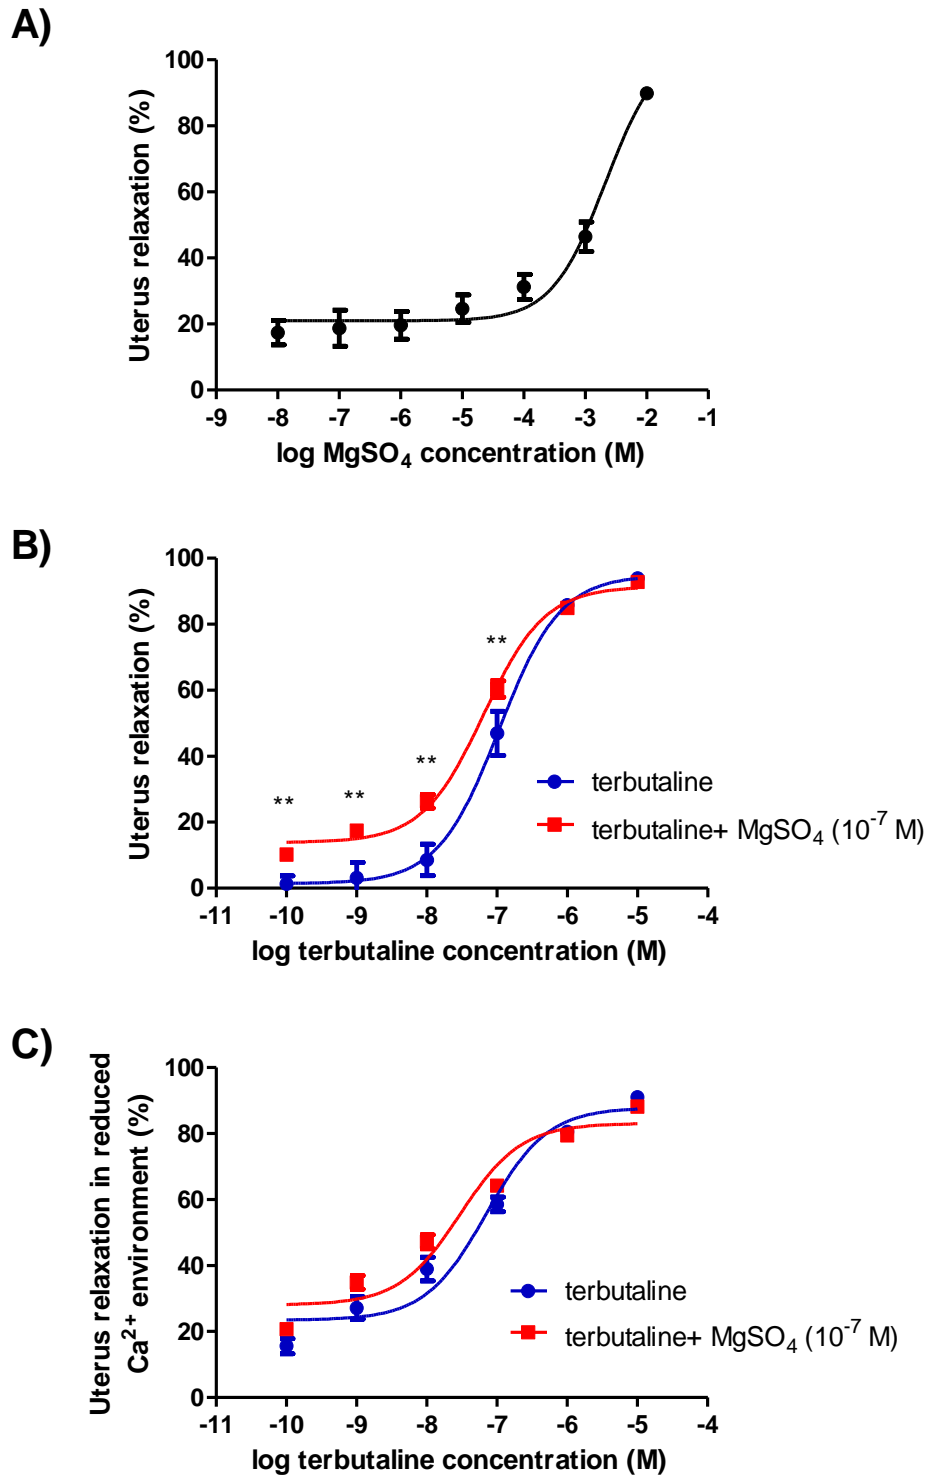 A)
Uterus relaxation (%)
100
80
60
40
20
0
-9 -8 -7 -6 -5 -4 -3 -2 -1
log MgSO₄ concentration (M)
B)
Uterus relaxation (%)
100
80
60
40
20
0
** ** ** **
terbutaline
terbutaline+ MgSO₄ (10⁻⁷ M)
-11 -10 -9 -8 -7 -6 -5 -4
log terbutaline concentration (M)
C)
Uterus relaxation in reduced
Ca²⁺ environment (%)
100
80
60
40
20
0
terbutaline
terbutaline+ MgSO₄ (10⁻⁷ M)
-11 -10 -9 -8 -7 -6 -5 -4
log terbutaline concentration (M)